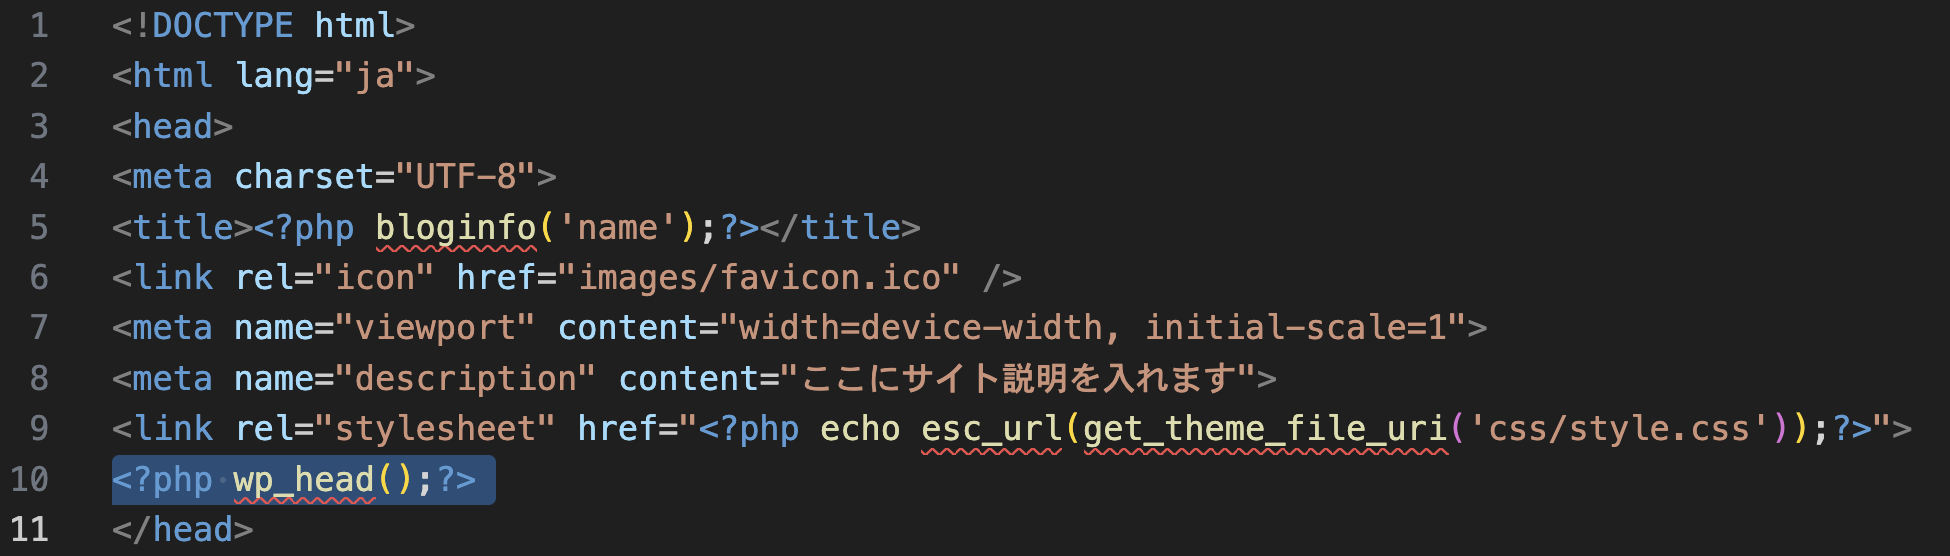 1 <!DOCTYPE html>
2 <html lang="ja">
3 <head>
4 <meta charset="UTF-8">
5 <title><?php bloginfo('name');?></title>
6 <link rel="icon" href="images/favicon.ico" />
7 <meta name="viewport" content="width=device-width, initial-scale=1">
8 <meta name="description" content="ここにサイト説明を入れます">
9 <link rel="stylesheet" href="<?php echo esc_url(get_theme_file_uri('css/style.css'));?>">
10 <?php wp_head();?>
11 </head>